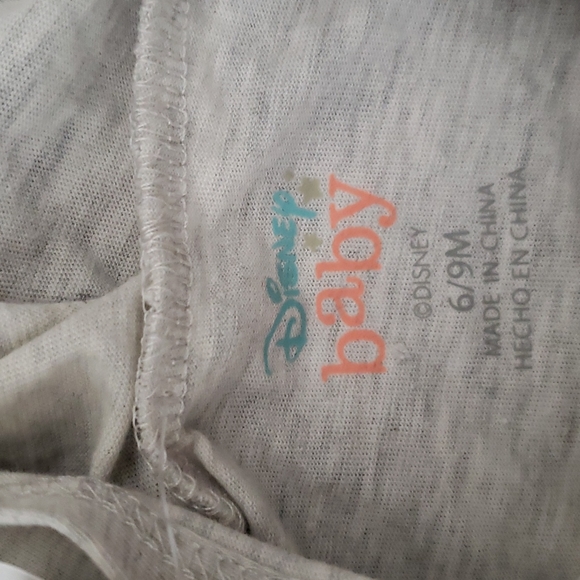 Disney
baby
©DISNEY
6/9M
MADE IN CHINA
HECHO EN CHINA